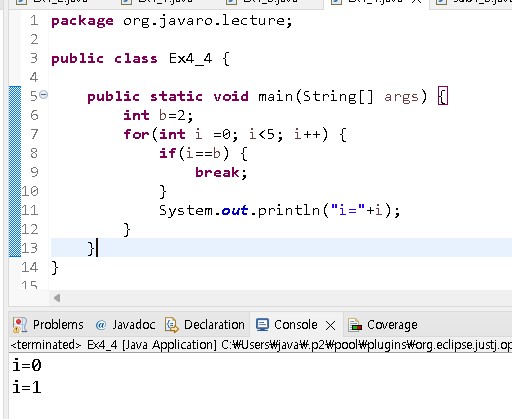 1 package org.javaro.lecture;
2
3 public class Ex4_4 {
4
5 public static void main(String[] args) {
6 int b=2;
7 for(int i =0; i<5; i++) {
8 if(i==b) {
9 break;
10 }
11 System.out.println("i="+i);
12 }
13 }
14 }
15
Problems @ Javadoc Declaration Console Coverage
<terminated> Ex4_4 [Java Application] C:₩Users₩java₩.p2₩pool₩plugins₩org.eclipse.justj.op
i=0
i=1